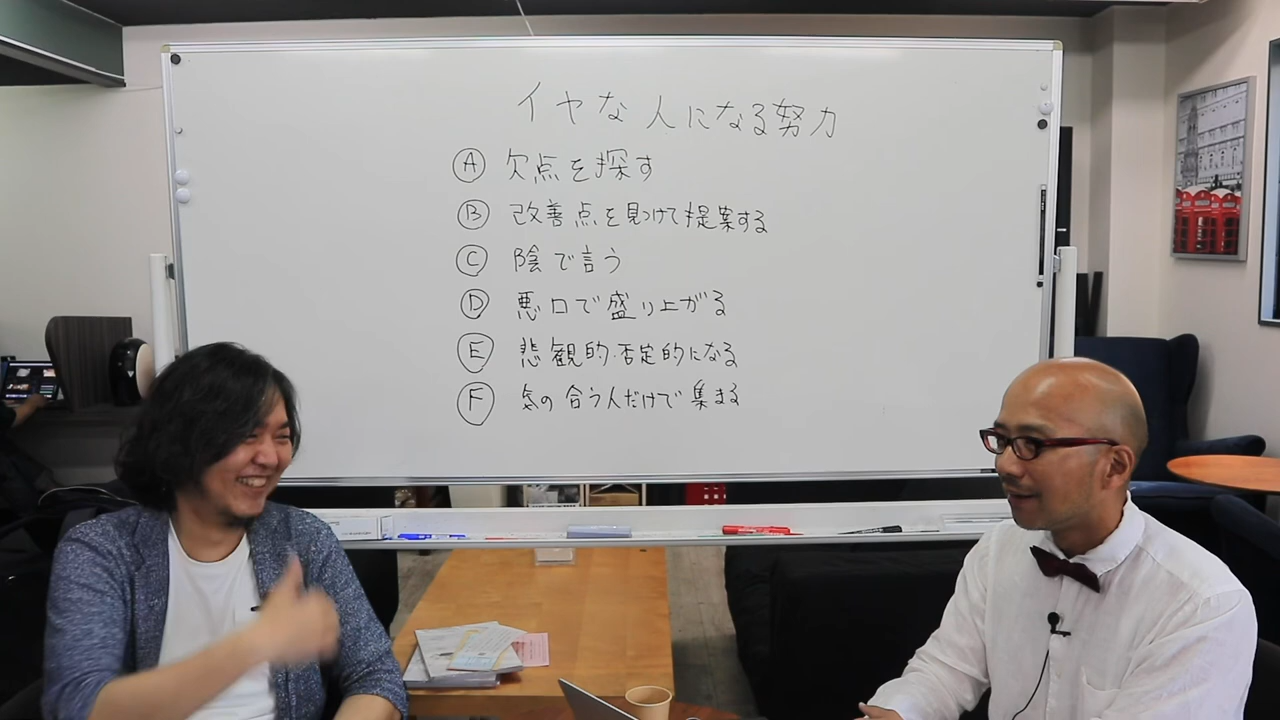 イヤな人になる努力
Ⓐ 欠点を探す
Ⓑ 改善点を見つけて提案する
Ⓒ 陰で言う
Ⓓ 悪口で盛り上がる
Ⓔ 悲観的・否定的になる
Ⓕ 気の合う人だけで集まる